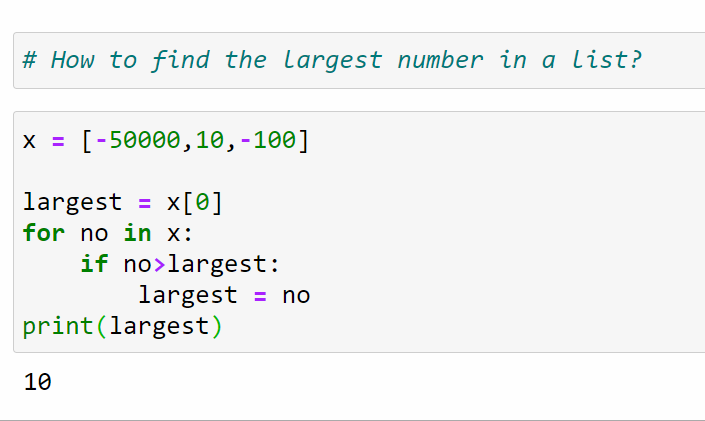 # How to find the largest number in a list?
x = [-50000,10,-100]
largest = x[0]
for no in x:
    if no>largest:
        largest = no
print(largest)
10